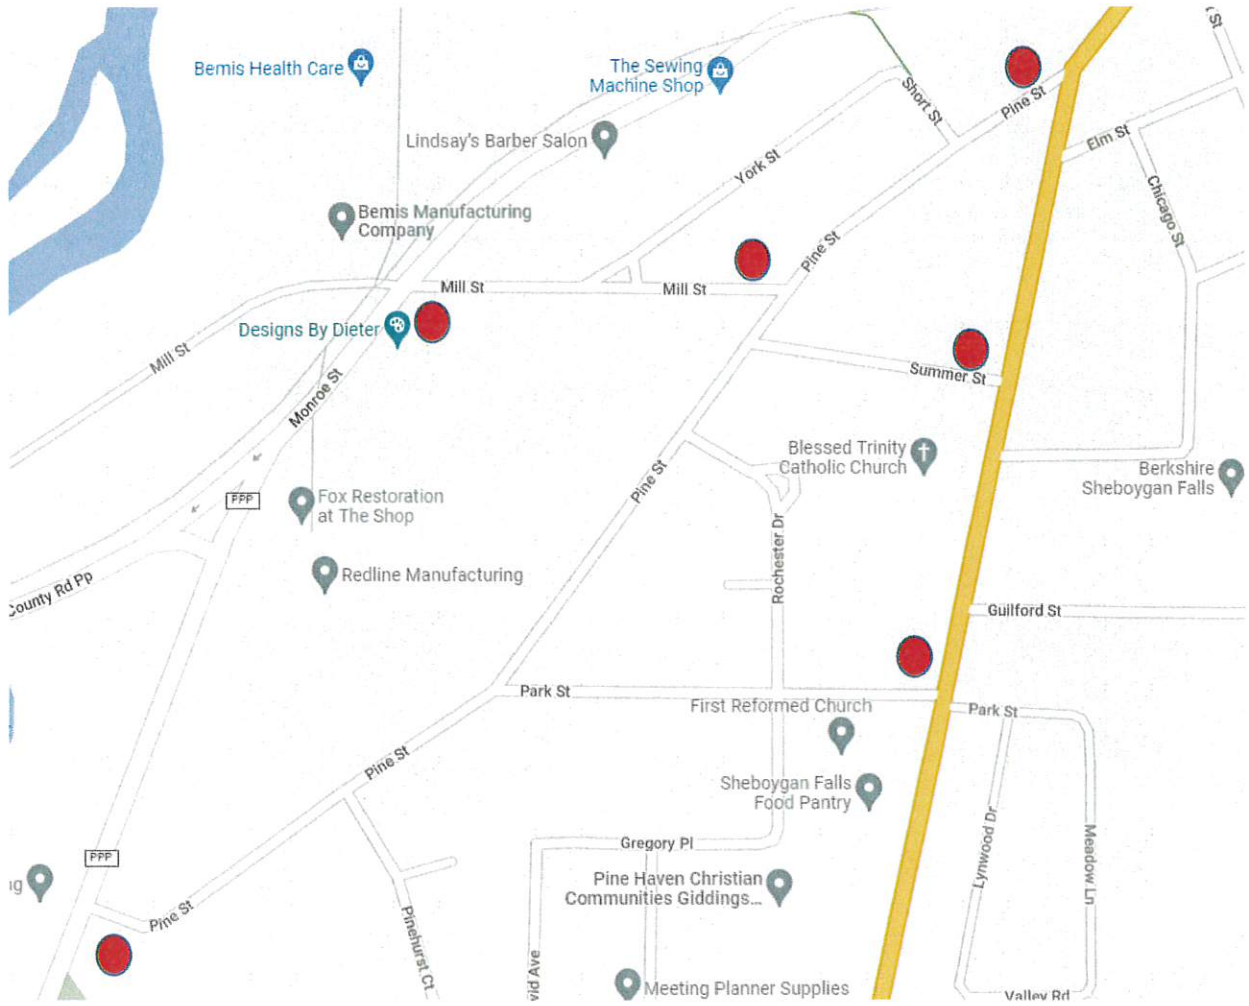 Bemis Health Care
The Sewing
Machine Shop
Short St
Pine St
St
Elm St
Lindsay's Barber Salon
York St
Chicago St
Bemis Manufacturing
Company
Pine St
Mill St
Mill St
Designs By Dieter
Mill St
Monroe St
Summer St
Blessed Trinity
Catholic Church
Berkshire
Sheboygan Falls
Pine St
PPP
Fox Restoration
at The Shop
Rochester Dr
Redline Manufacturing
County Rd Pp
Guilford St
Park St
First Reformed Church
Park St
Pine St
Sheboygan Falls
Food Pantry
Lynwood Dr
Meadow Ln
Gregory Pl
PPP
Pine Haven Christian
Communities Giddings...
Pine St
Pinehurst Ct
vid Ave
Meeting Planner Supplies
Valley Rd